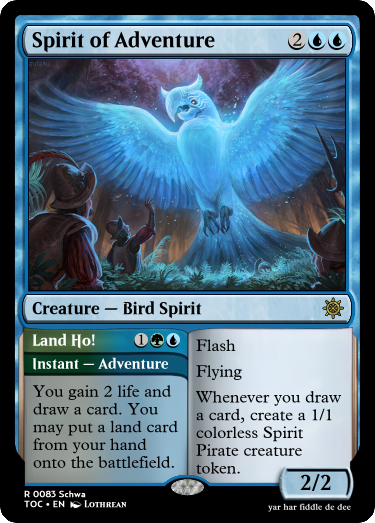 Spirit of Adventure 2UU
Creature — Bird Spirit
Land Ho! 1GU
Instant — Adventure
You gain 2 life and
draw a card. You
may put a land card
from your hand
onto the battlefield.
Flash
Flying
Whenever you draw
a card, create a 1/1
colorless Spirit
Pirate creature
token.
2/2
R 0083 Schwa
TOC • EN Lothrean
yar har fiddle de dee